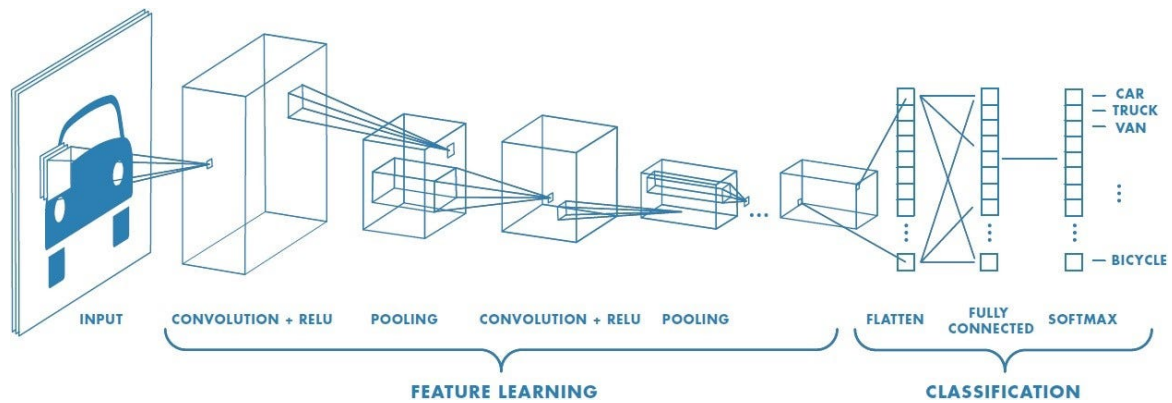 CAR
TRUCK
VAN
BICYCLE
INPUT
CONVOLUTION + RELU
POOLING
CONVOLUTION + RELU
POOLING
FLATTEN
FULLY
CONNECTED
SOFTMAX
FEATURE LEARNING
CLASSIFICATION